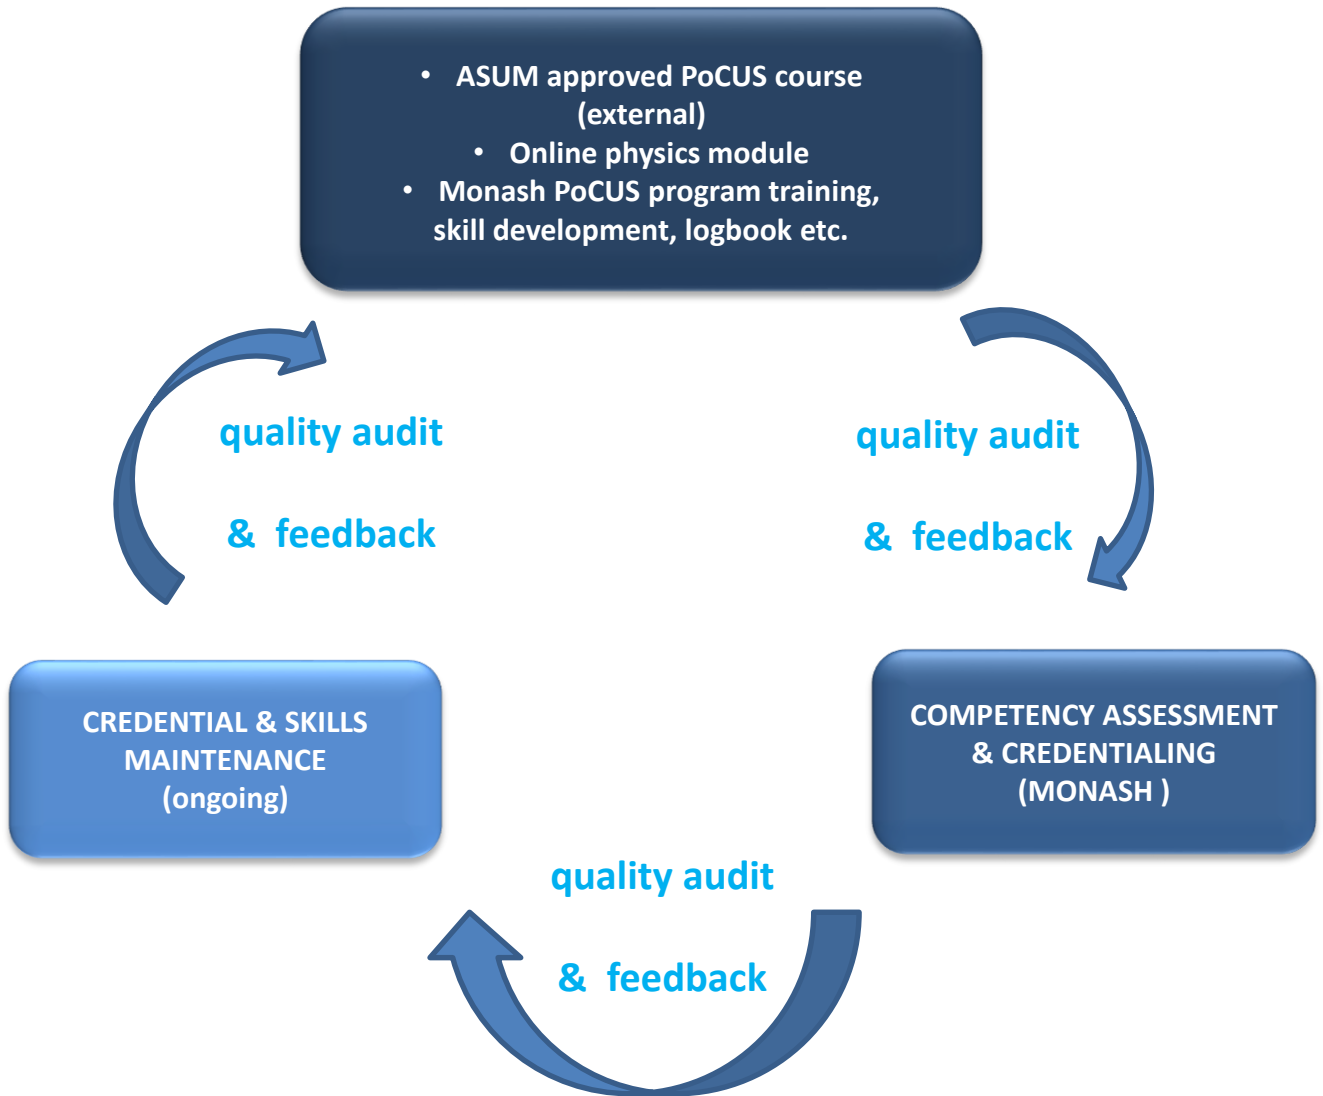 • ASUM approved PoCUS course
(external)
• Online physics module
• Monash PoCUS program training,
skill development, logbook etc.
quality audit
& feedback
quality audit
& feedback
CREDENTIAL & SKILLS
MAINTENANCE
(ongoing)
COMPETENCY ASSESSMENT
& CREDENTIALING
(MONASH )
quality audit
& feedback